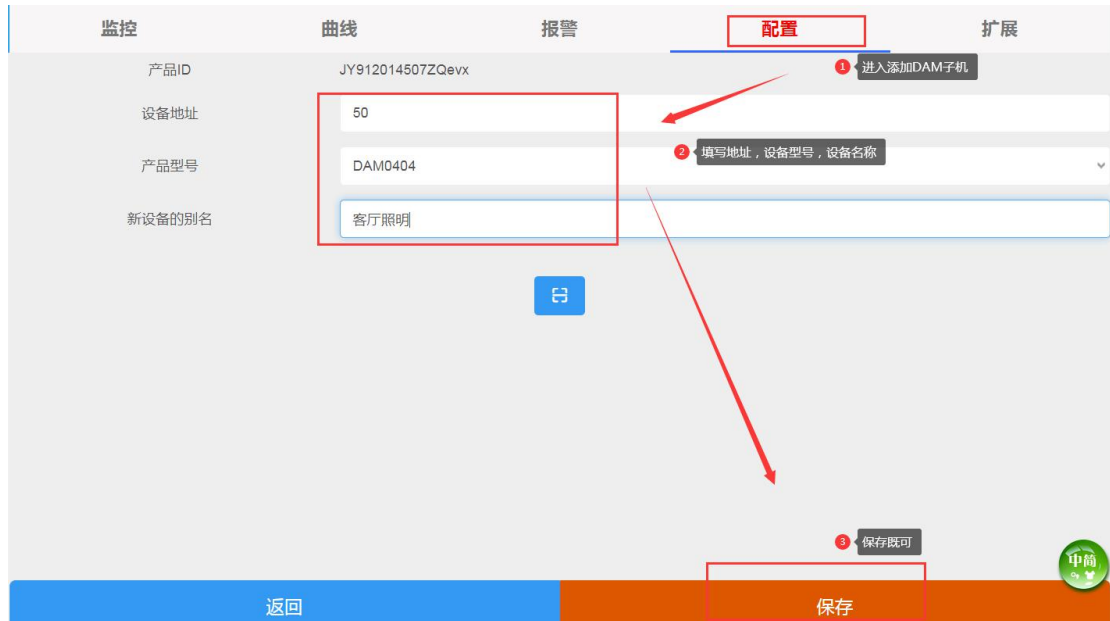 监控 曲线 报警 配置 扩展
产品ID JY912014507ZQevx
1 进入添加DAM子机
设备地址 50
2 填写地址，设备型号，设备名称
产品型号 DAM0404
新设备的别名 客厅照明
3 保存既可
中简
返回 保存